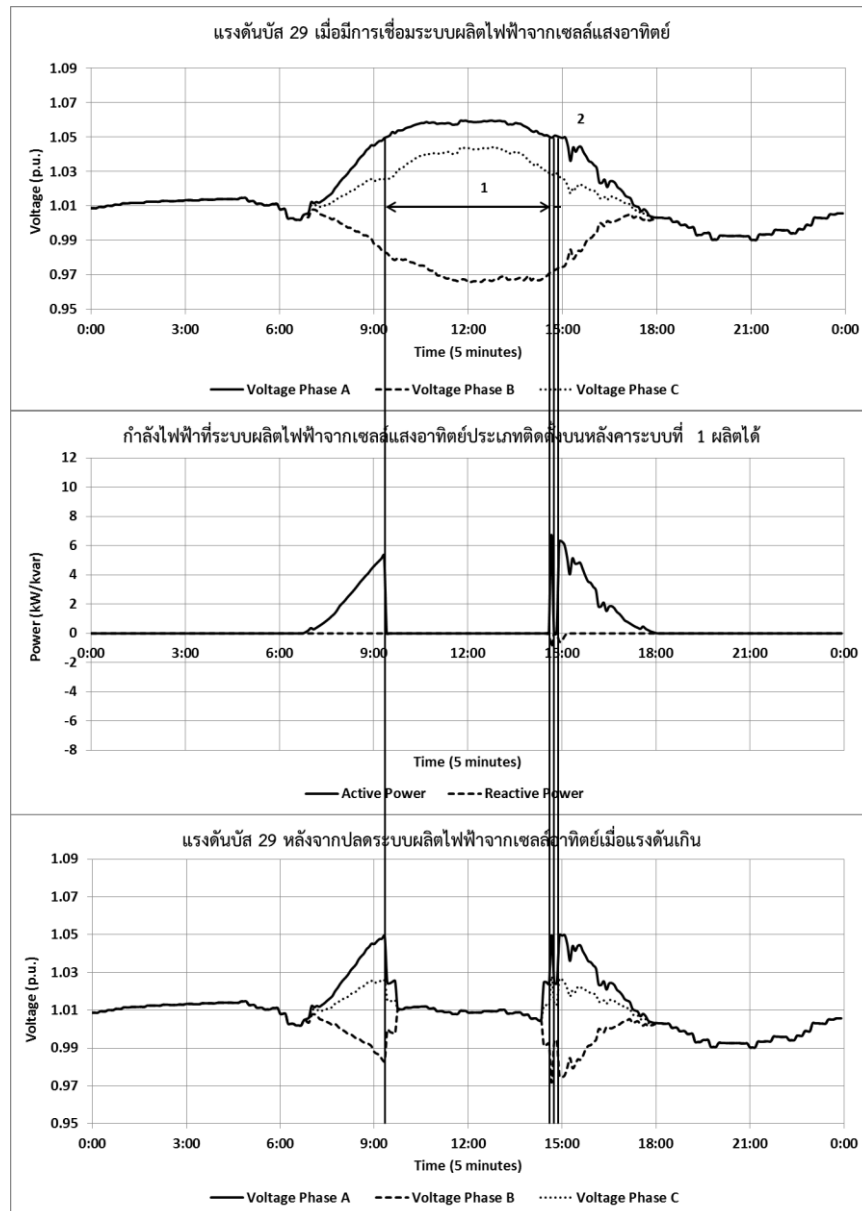 แรงดันบัส 29 เมื่อมีการเชื่อมระบบผลิตไฟฟ้าจากเซลล์แสงอาทิตย์
1.09
1.07
1.05
1.03
1.01
0.99
0.97
0.95
Voltage (p.u.)
2
1
0:00 3:00 6:00 9:00 12:00 15:00 18:00 21:00 0:00
Time (5 minutes)
Voltage Phase A Voltage Phase B Voltage Phase C
กำลังไฟฟ้าที่ระบบผลิตไฟฟ้าจากเซลล์แสงอาทิตย์ประเภทติดตั้งบนหลังคาระบบที่ 1 ผลิตได้
12
10
8
6
4
2
0
-2
-4
-6
-8
Power (kW/kvar)
0:00 3:00 6:00 9:00 12:00 15:00 18:00 21:00 0:00
Time (5 minutes)
Active Power Reactive Power
แรงดันบัส 29 หลังจากปลดระบบผลิตไฟฟ้าจากเซลล์อาทิตย์เมื่อแรงดันเกิน
1.09
1.07
1.05
1.03
1.01
0.99
0.97
0.95
Voltage (p.u.)
0:00 3:00 6:00 9:00 12:00 15:00 18:00 21:00 0:00
Time (5 minutes)
Voltage Phase A Voltage Phase B Voltage Phase C